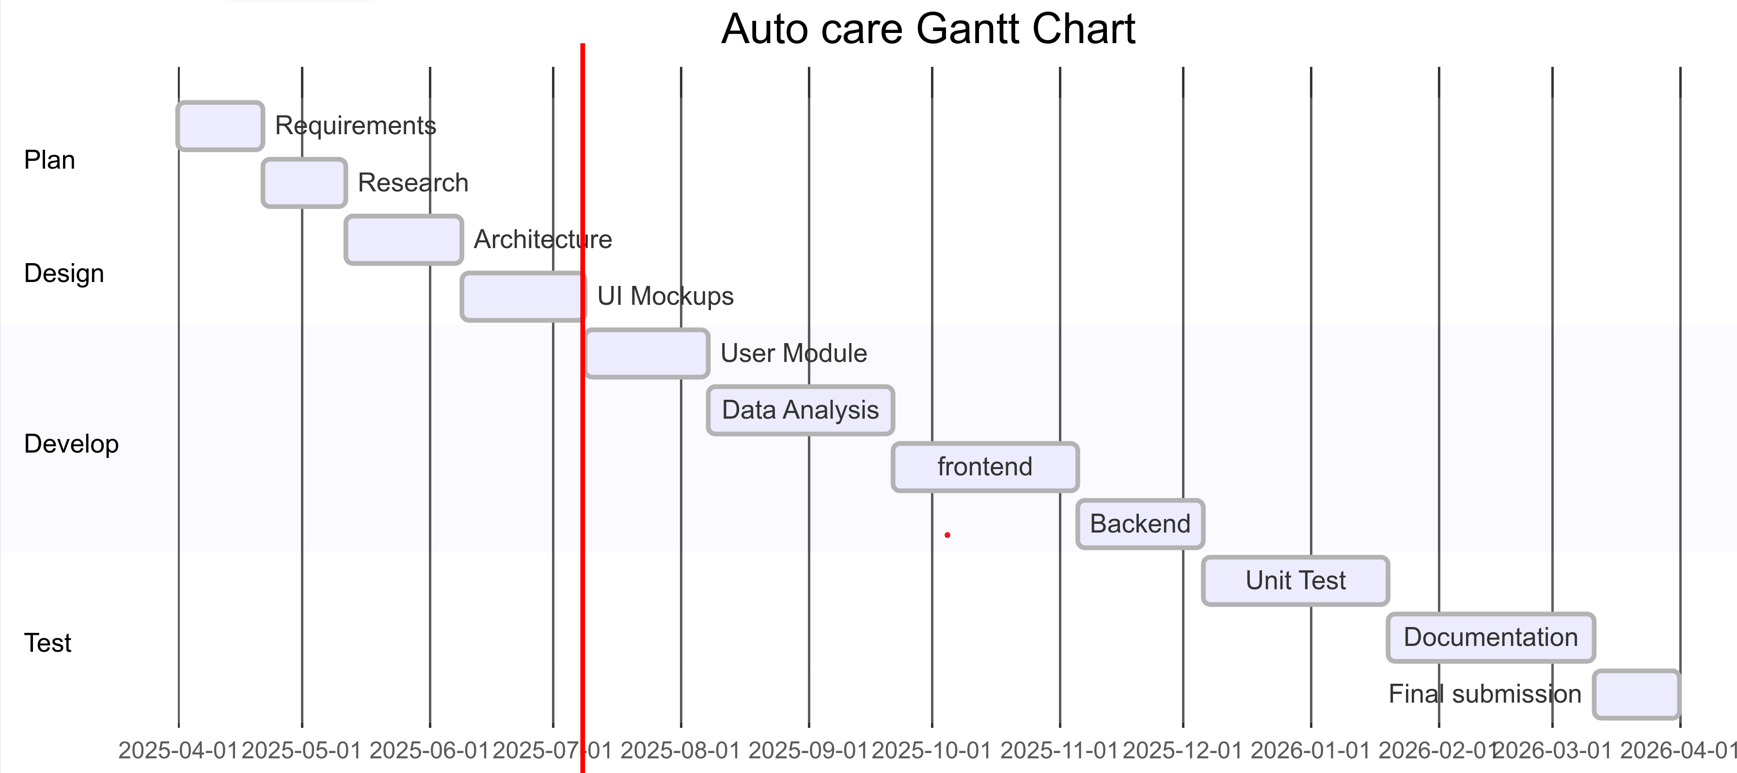 Auto care Gantt Chart
Requirements
Plan
Research
Architecture
Design
UI Mockups
User Module
Data Analysis
Develop
frontend
Backend
Unit Test
Test
Documentation
Final submission
2025-04-01 2025-05-01 2025-06-01 2025-07-01 2025-08-01 2025-09-01 2025-10-01 2025-11-01 2025-12-01 2026-01-01 2026-02-01 2026-03-01 2026-04-01